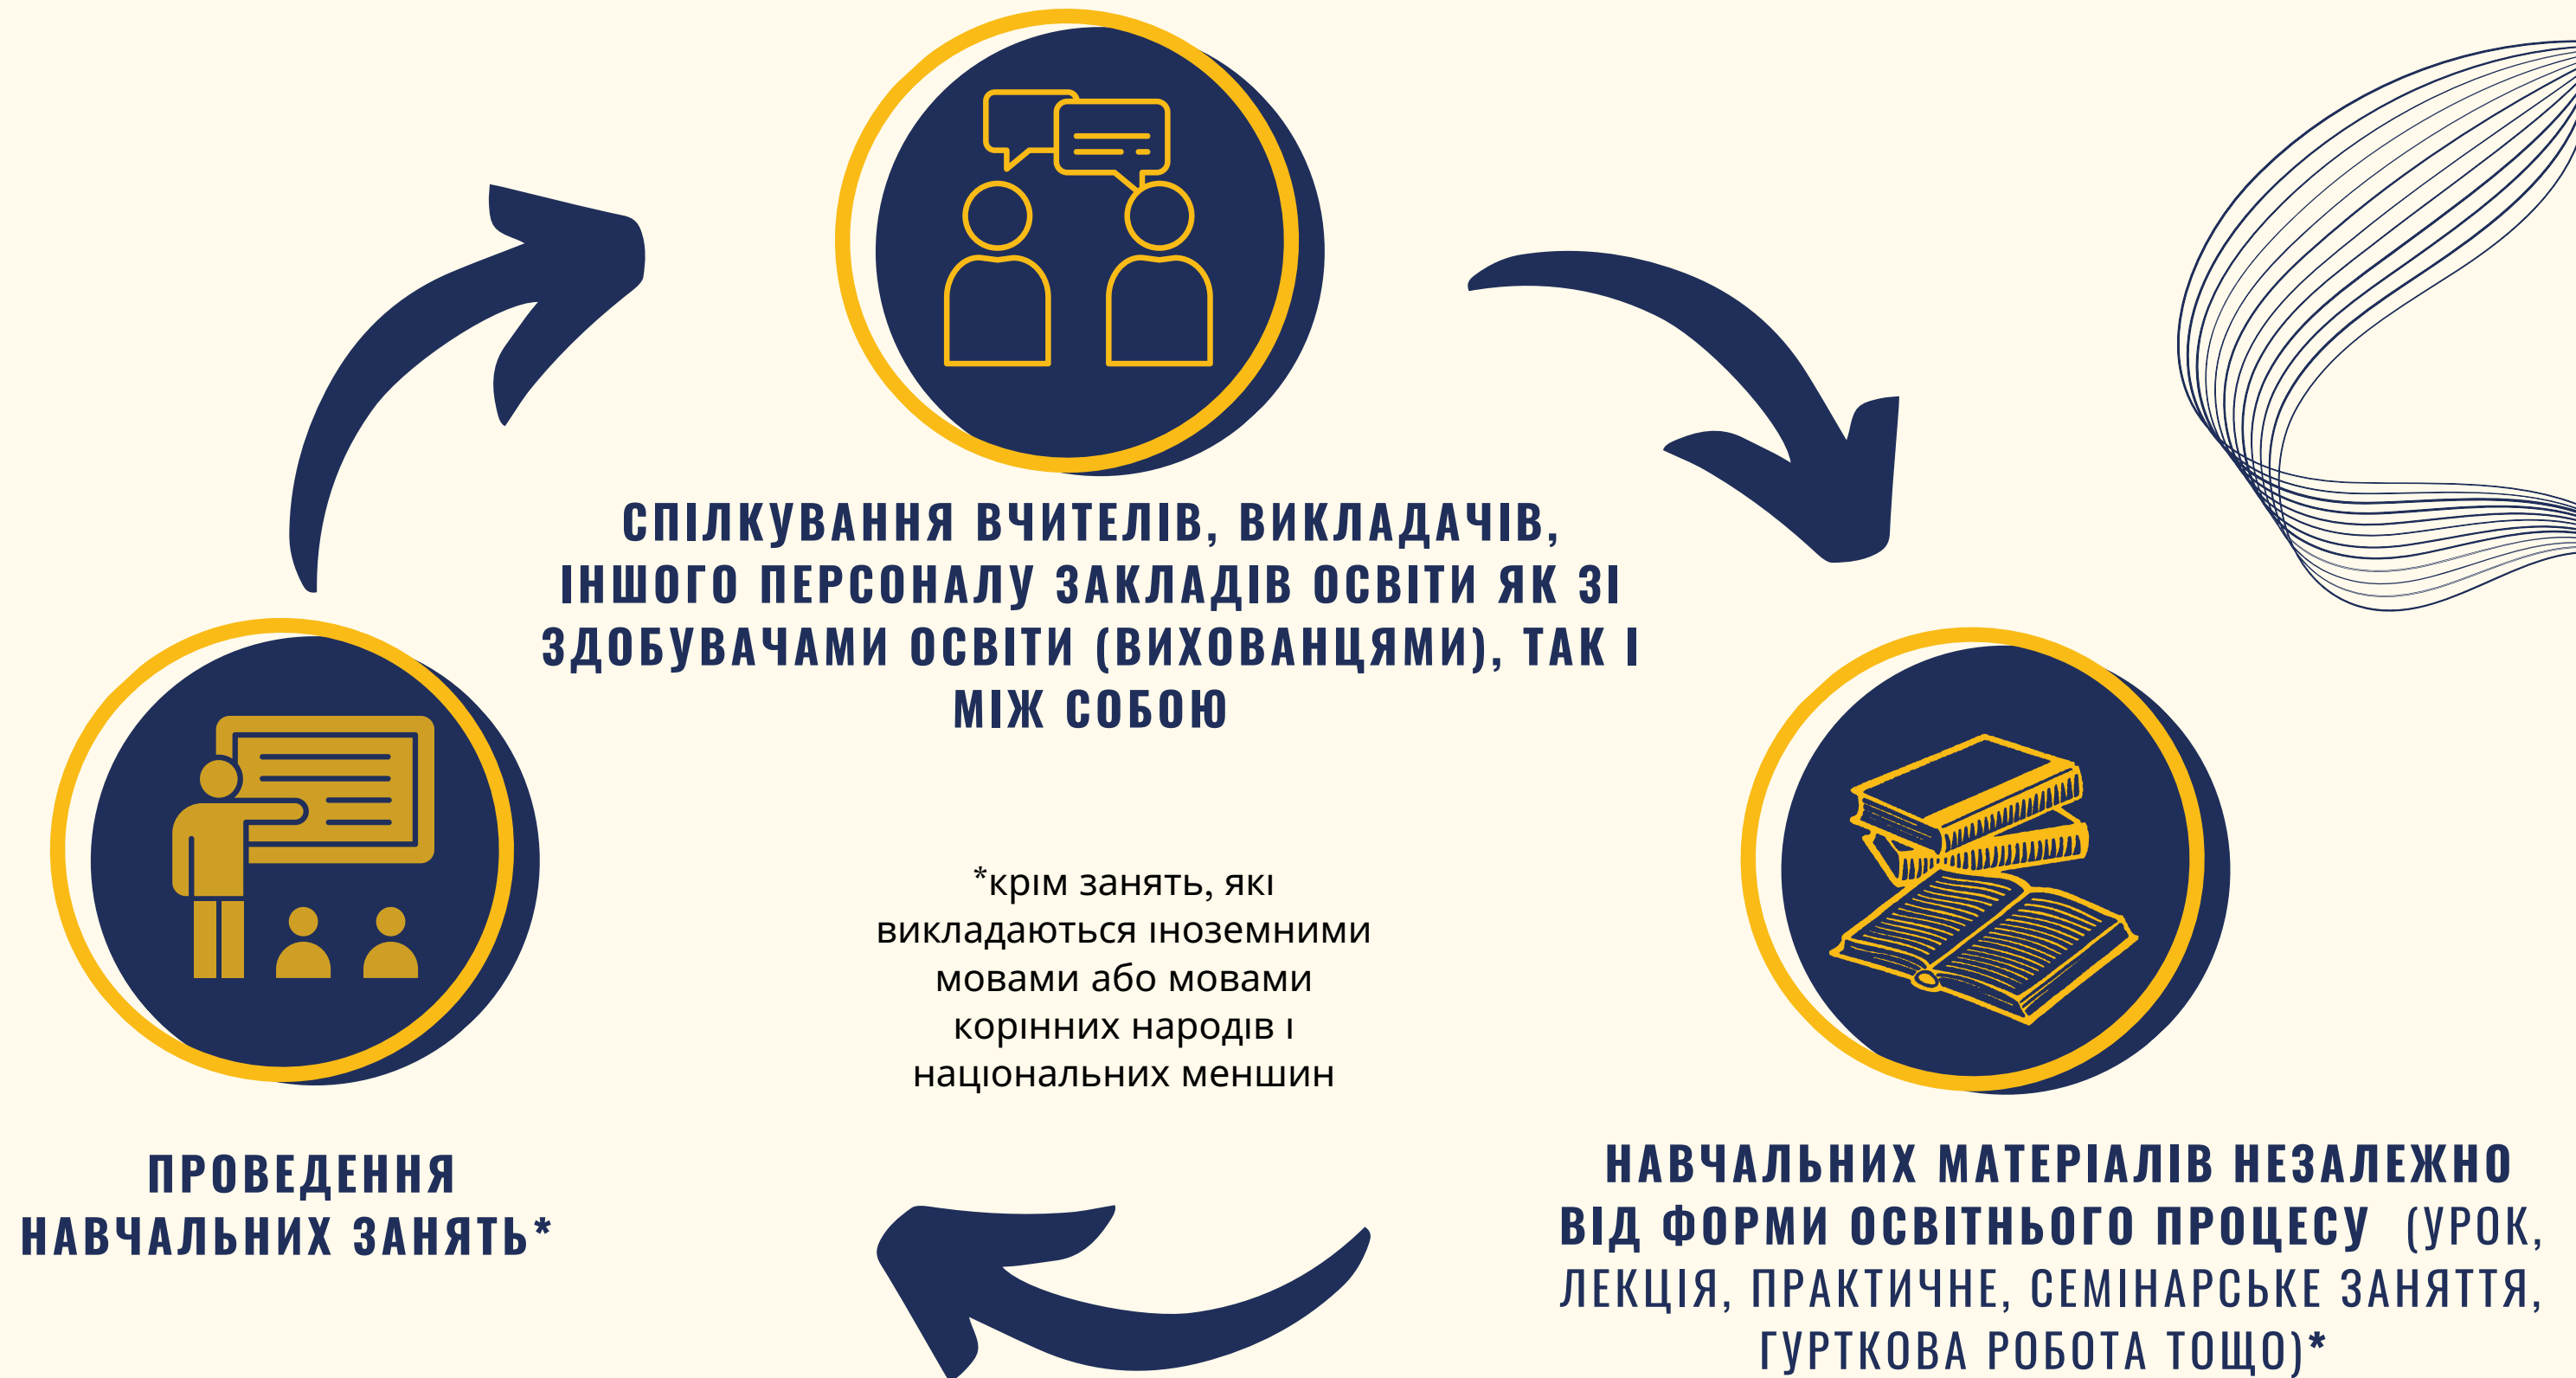 СПІЛКУВАННЯ ВЧИТЕЛІВ, ВИКЛАДАЧІВ,
ІНШОГО ПЕРСОНАЛУ ЗАКЛАДІВ ОСВІТИ ЯК ЗІ
ЗДОБУВАЧАМИ ОСВІТИ (ВИХОВАНЦЯМИ), ТАК І
МІЖ СОБОЮ
*крім занять, які
викладаються іноземними
мовами або мовами
корінних народів і
національних меншин
ПРОВЕДЕННЯ
НАВЧАЛЬНИХ ЗАНЯТЬ*
НАВЧАЛЬНИХ МАТЕРІАЛІВ НЕЗАЛЕЖНО
ВІД ФОРМИ ОСВІТНЬОГО ПРОЦЕСУ (УРОК,
ЛЕКЦІЯ, ПРАКТИЧНЕ, СЕМІНАРСЬКЕ ЗАНЯТТЯ,
ГУРТКОВА РОБОТА ТОЩО)*